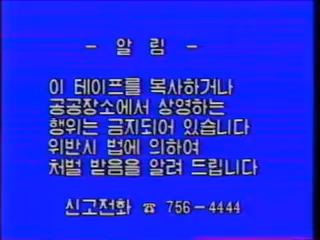 - 알 림 -
이 테이프를 복사하거나
공공장소에서 상영하는
행위는 금지되어 있습니다
위반시 법에 의하여
처벌 받음을 알려 드립니다
신고전화 ☎ 756-4444